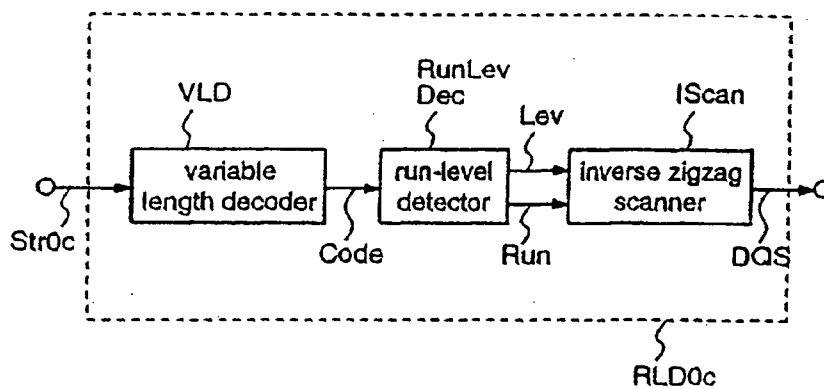 VLD
RunLev
Dec
Lev
IScan
variable
length decoder
run-level
detector
inverse zigzag
scanner
Str0c
Code
Run
DQS
RLD0c